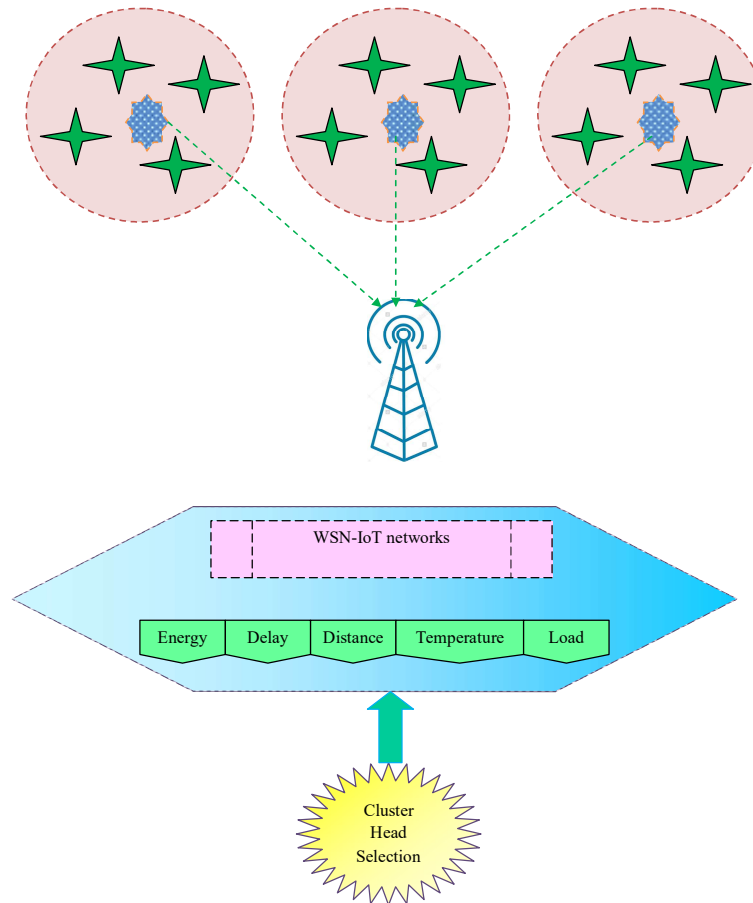 WSN-IoT networks
Energy Delay Distance Temperature Load
Cluster
Head
Selection